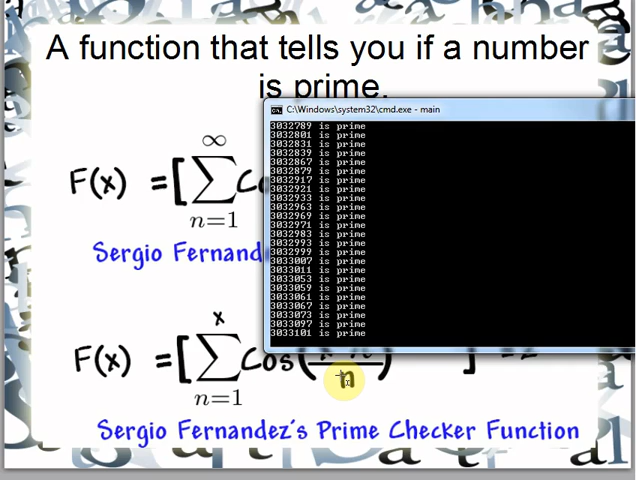 A function that tells you if a number
is prime.
C:\Windows\system32\cmd.exe - main
3032789 is prime
3032801 is prime
3032831 is prime
3032839 is prime
3032867 is prime
3032879 is prime
3032917 is prime
3032921 is prime
3032933 is prime
3032963 is prime
3032969 is prime
3032971 is prime
3032983 is prime
3032993 is prime
3032999 is prime
3033007 is prime
3033011 is prime
3033053 is prime
3033059 is prime
3033061 is prime
3033067 is prime
3033073 is prime
3033097 is prime
3033101 is prime
∞
F(x) =[∑
n=1
Sergio
x
F(x) =[∑ Cos( n ) ]
n=1
Sergio Fernandez's Prime Checker Function